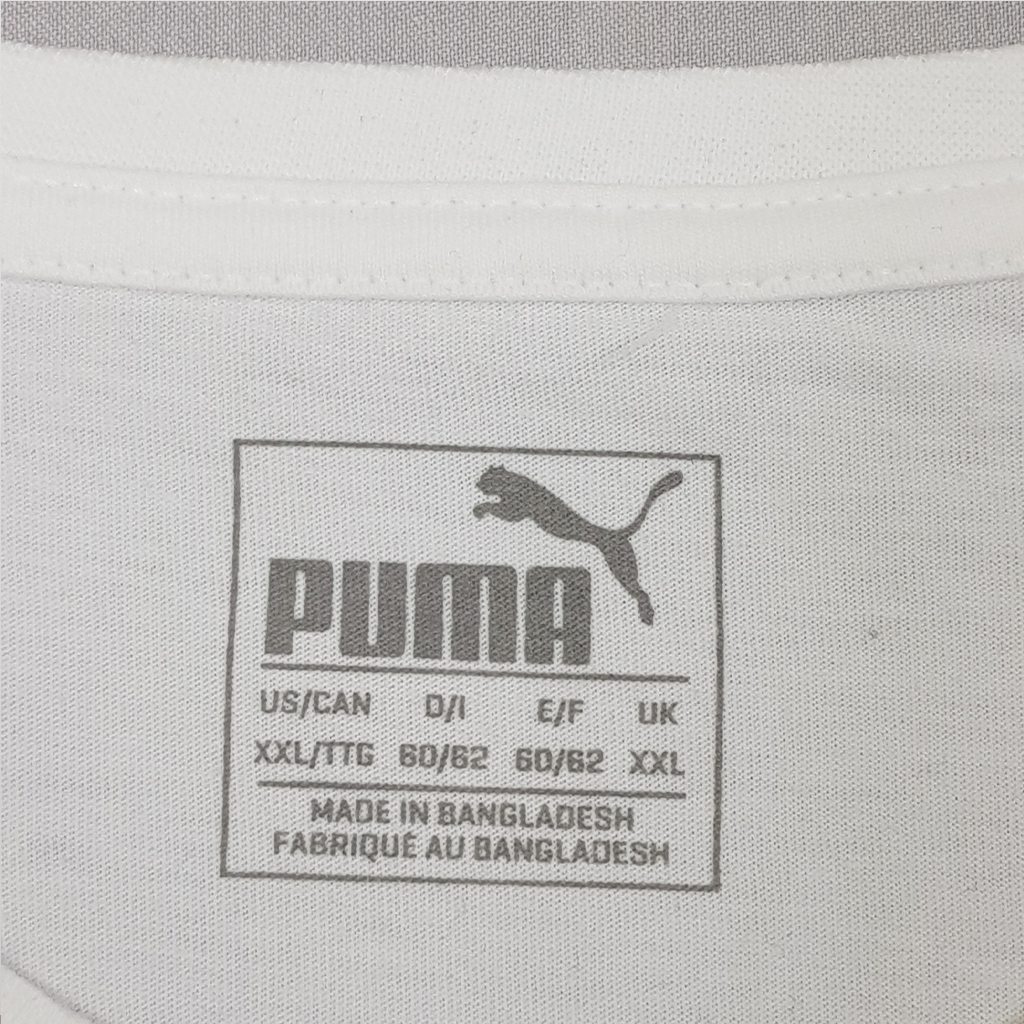 PUMA
US/CAN D/I E/F UK
XXL/TTG 60/62 60/62 XXL
MADE IN BANGLADESH
FABRIQUÉ AU BANGLADESH